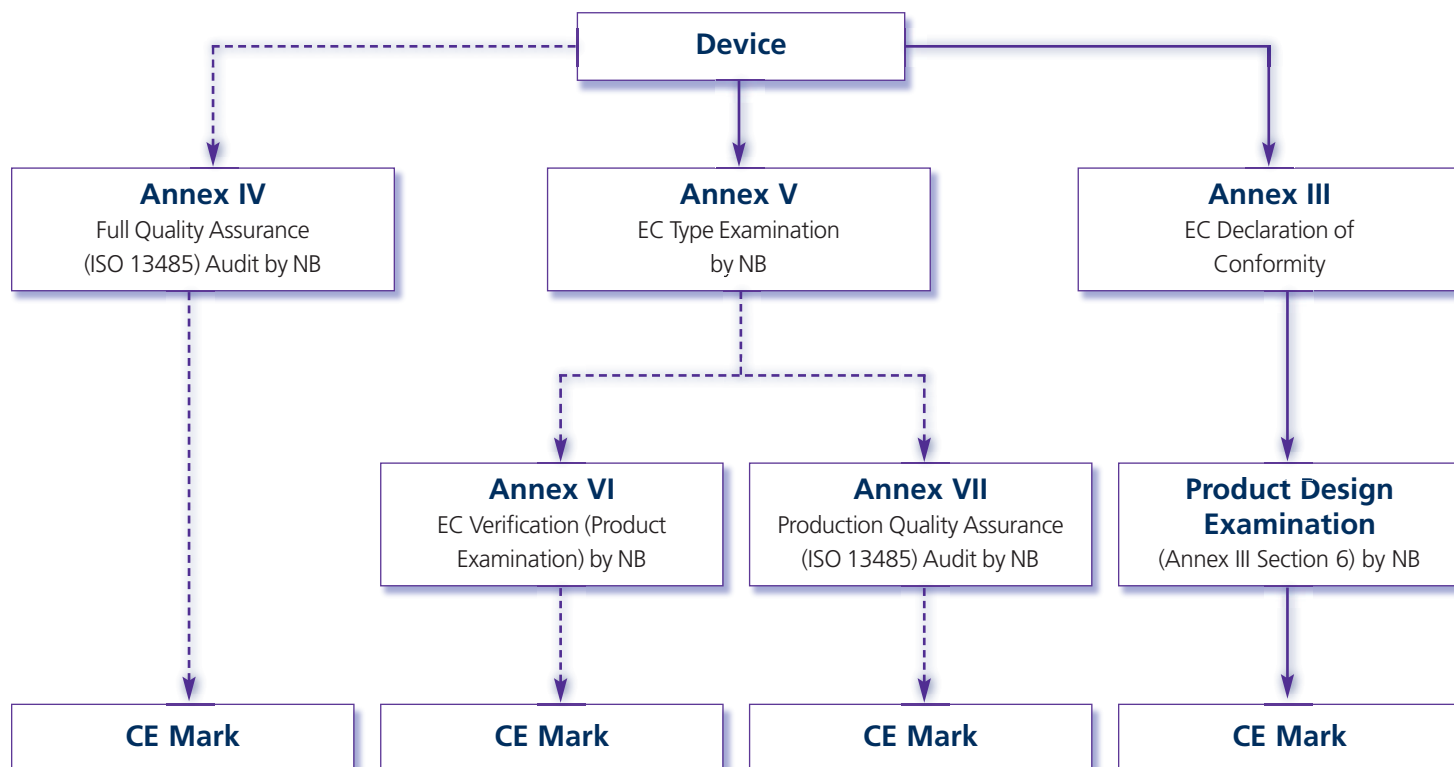 Device
Annex IV
Full Quality Assurance
(ISO 13485) Audit by NB
Annex V
EC Type Examination
by NB
Annex III
EC Declaration of
Conformity
Annex VI
EC Verification (Product
Examination) by NB
Annex VII
Production Quality Assurance
(ISO 13485) Audit by NB
Product Design
Examination
(Annex III Section 6) by NB
CE Mark
CE Mark
CE Mark
CE Mark